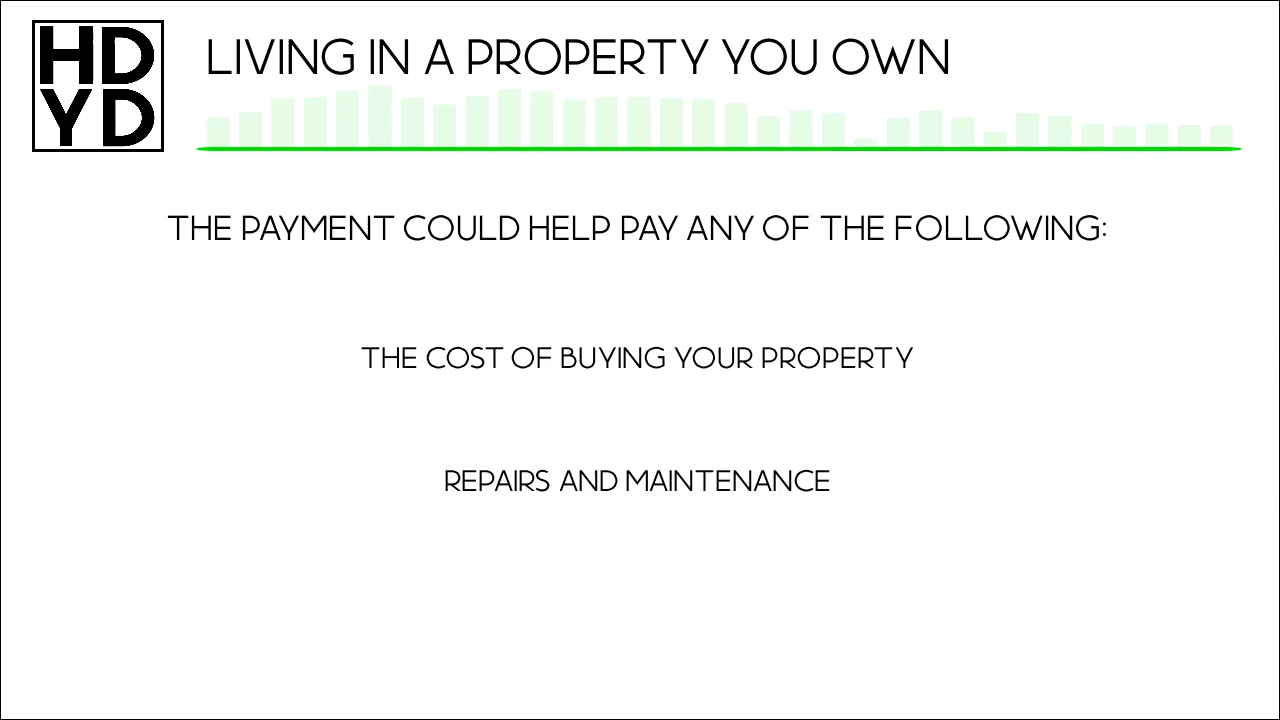 HD
YD
LIVING IN A PROPERTY YOU OWN
THE PAYMENT COULD HELP PAY ANY OF THE FOLLOWING:
THE COST OF BUYING YOUR PROPERTY
REPAIRS AND MAINTENANCE